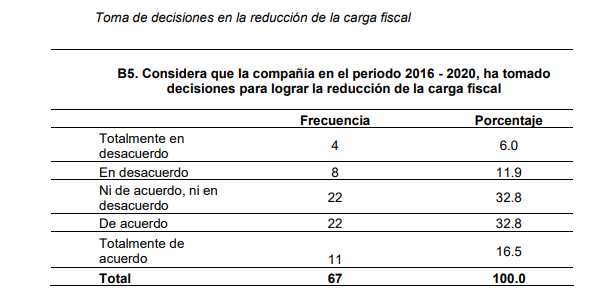 Toma de decisiones en la reducción de la carga fiscal
B5. Considera que la compañía en el periodo 2016 - 2020, ha tomado
decisiones para lograr la reducción de la carga fiscal
Frecuencia Porcentaje
Totalmente en
desacuerdo 4 6.0
En desacuerdo 8 11.9
Ni de acuerdo, ni en
desacuerdo 22 32.8
De acuerdo 22 32.8
Totalmente de
acuerdo 11 16.5
Total 67 100.0